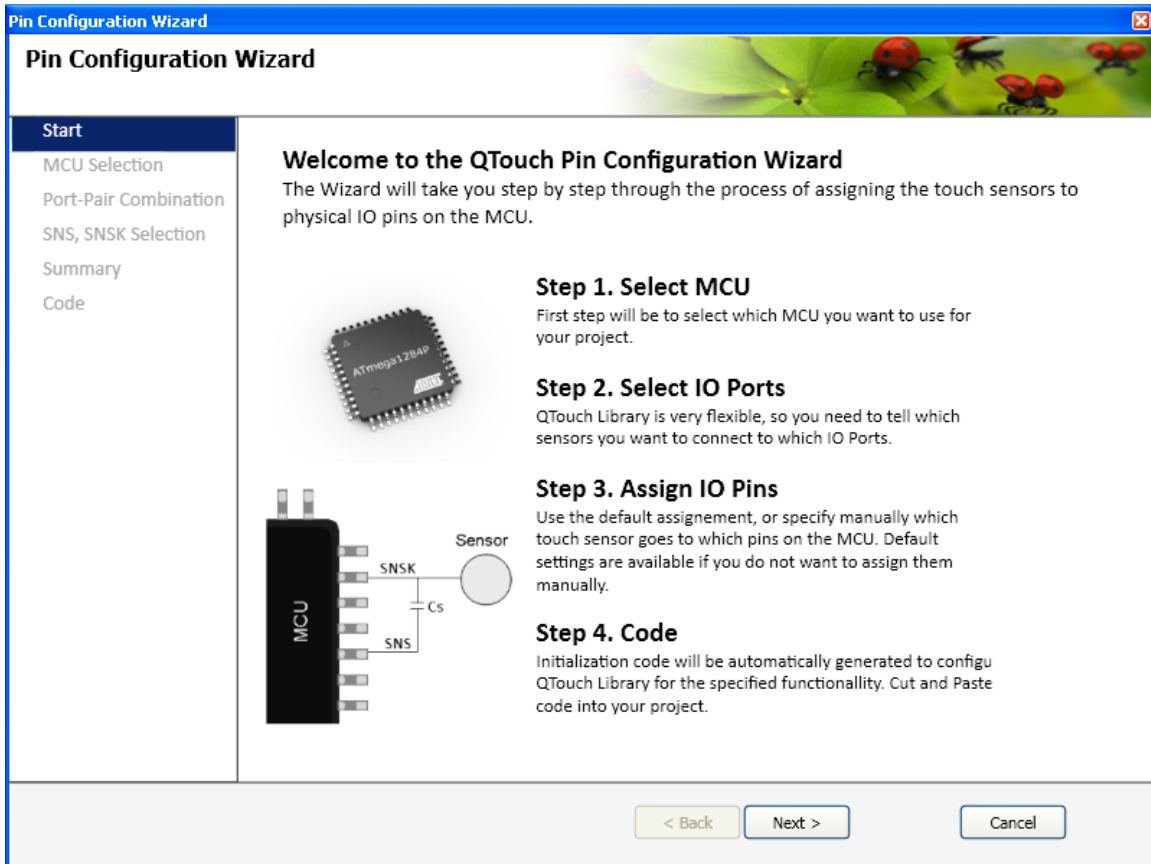 Pin Configuration Wizard
Pin Configuration Wizard
Start
MCU Selection
Port-Pair Combination
SNS, SNSK Selection
Summary
Code
Welcome to the QTouch Pin Configuration Wizard
The Wizard will take you step by step through the process of assigning the touch sensors to
physical IO pins on the MCU.
ATmega1284P
ATMEL
Step 1. Select MCU
First step will be to select which MCU you want to use for
your project.
Step 2. Select IO Ports
QTouch Library is very flexible, so you need to tell which
sensors you want to connect to which IO Ports.
Step 3. Assign IO Pins
Use the default assignement, or specify manually which
touch sensor goes to which pins on the MCU. Default
settings are available if you do not want to assign them
manually.
MCU
SNSK
Sensor
Cs
SNS
Step 4. Code
Initialization code will be automatically generated to configu
QTouch Library for the specified functionallity. Cut and Paste
code into your project.
< Back
Next >
Cancel